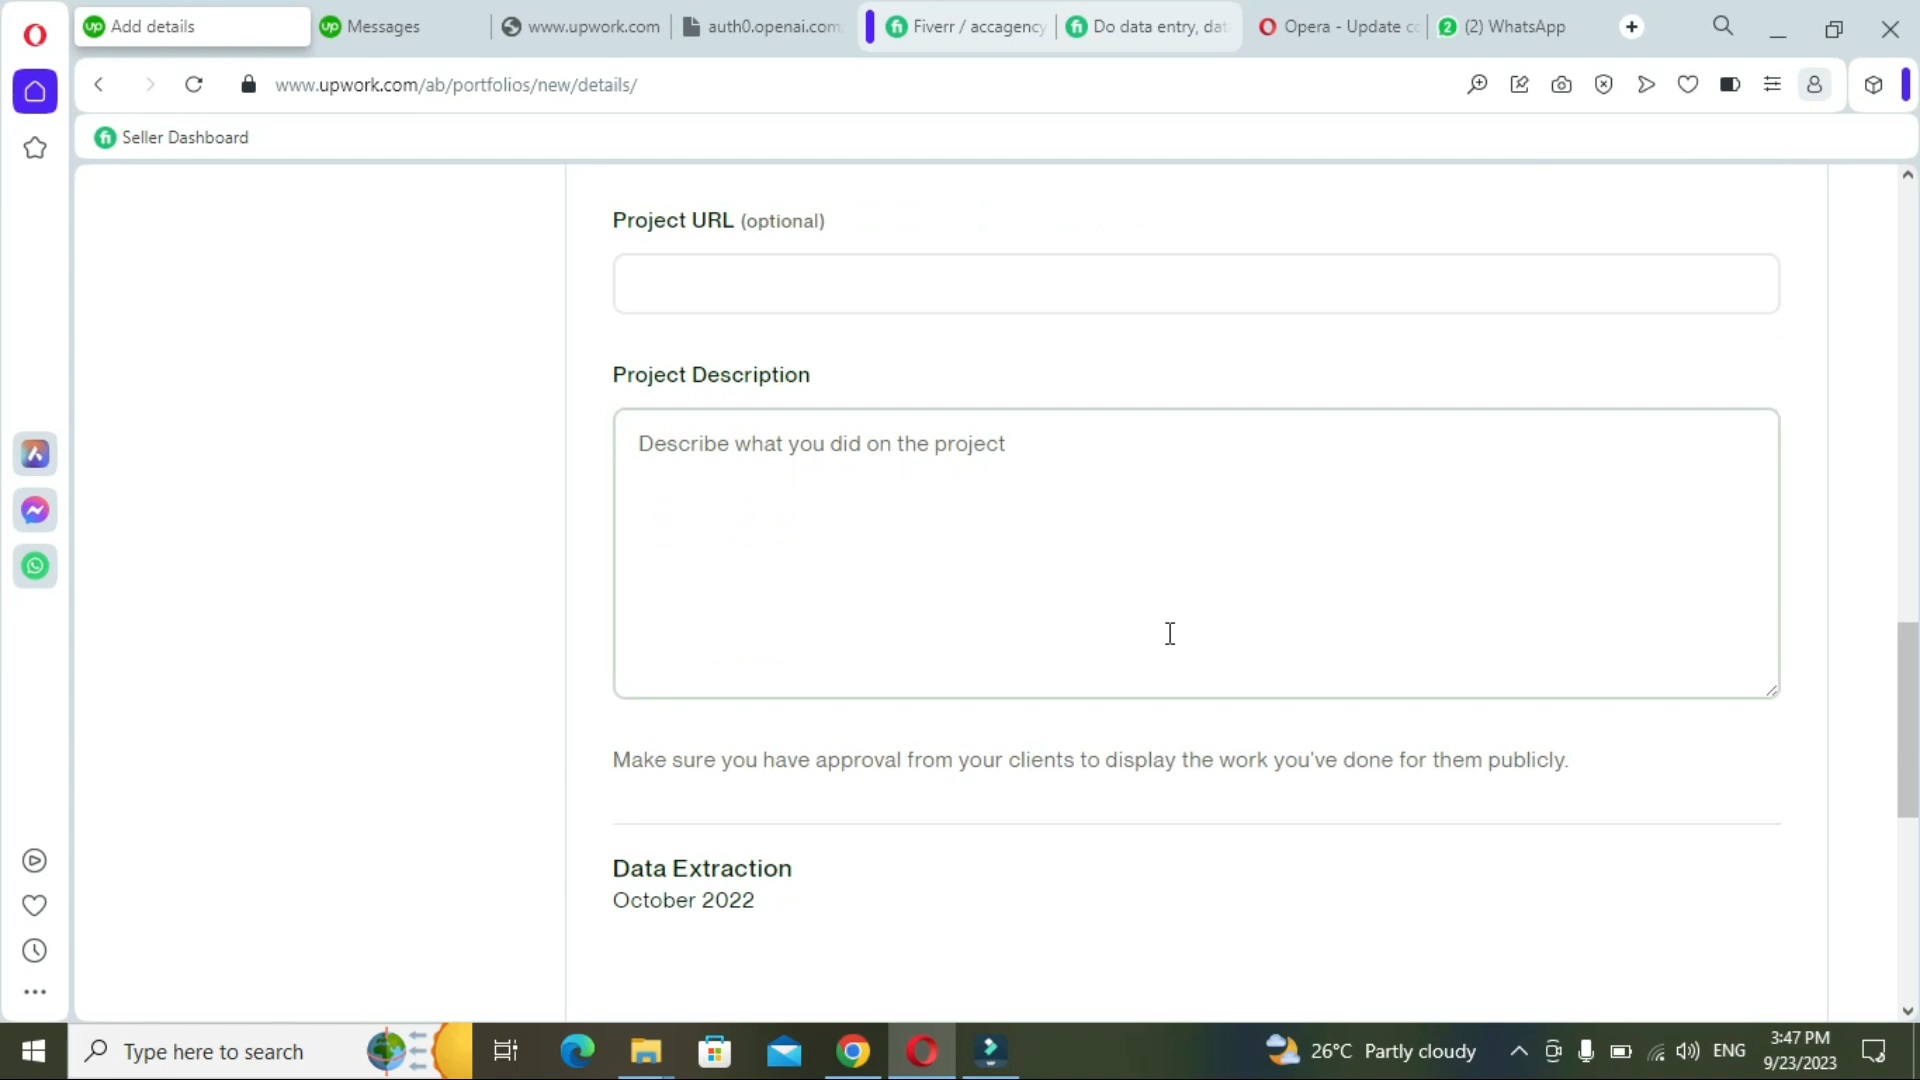 Add details
Messages
www.upwork.com
auth0.openai.com
Fiverr / accagency
Do data entry, dat
Opera - Update co
2 (2) WhatsApp
www.upwork.com/ab/portfolios/new/details/
Seller Dashboard
Project URL (optional)
Project Description
Describe what you did on the project
Make sure you have approval from your clients to display the work you've done for them publicly.
Data Extraction
October 2022
Type here to search
26°C Partly cloudy
ENG
3:47 PM
9/23/2023